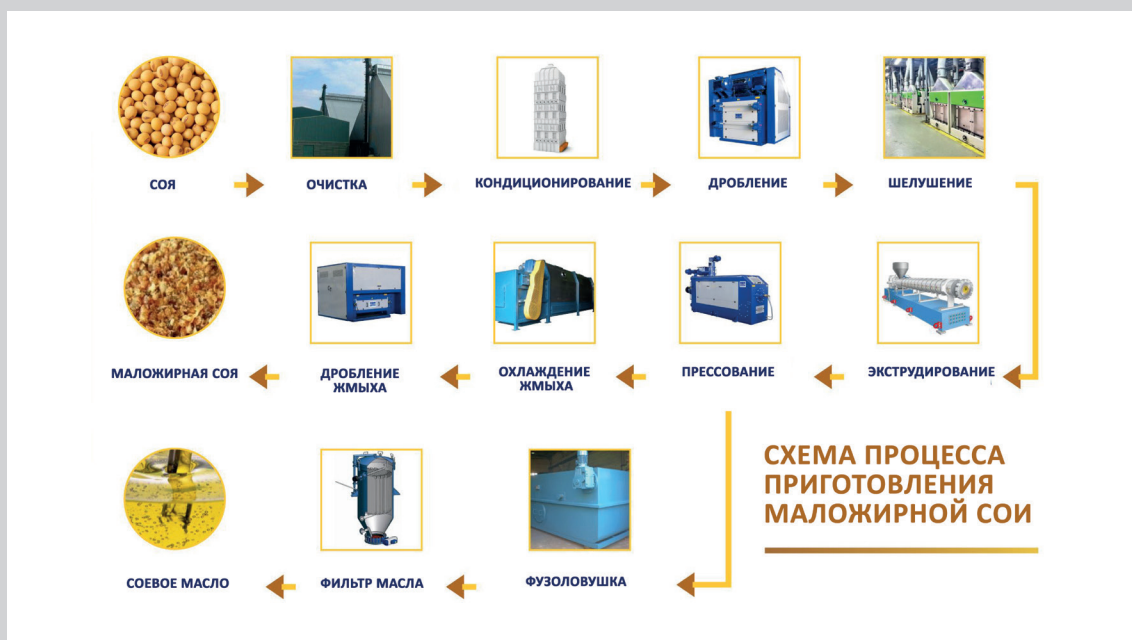 СОЯ
ОЧИСТКА
КОНДИЦИОНИРОВАНИЕ
ДРОБЛЕНИЕ
ШЕЛУШЕНИЕ
МАЛОЖИРНАЯ СОЯ
ДРОБЛЕНИЕ
ЖМЫХА
ОХЛАЖДЕНИЕ
ЖМЫХА
ПРЕССОВАНИЕ
ЭКСТРУДИРОВАНИЕ
СХЕМА ПРОЦЕССА
ПРИГОТОВЛЕНИЯ
МАЛОЖИРНОЙ СОИ
СОЕВОЕ МАСЛО
ФИЛЬТР МАСЛА
ФУЗОЛОВУШКА